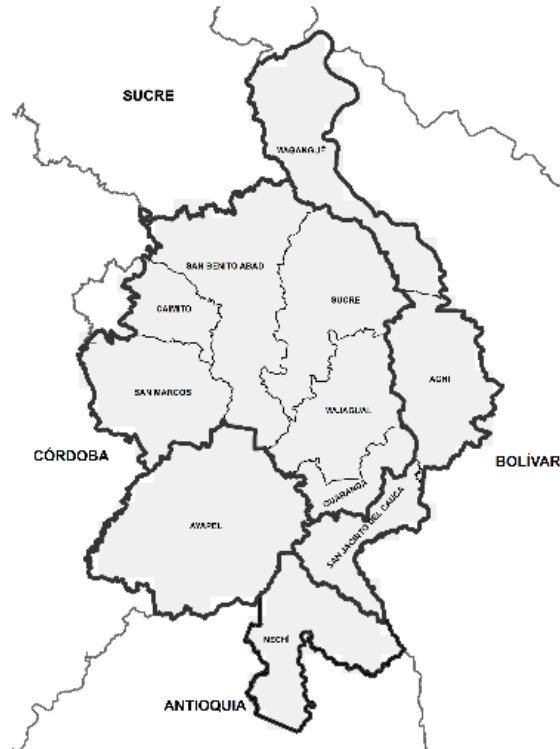 SUCRE
MAGANGUÉ
SAN BENITO ABAD
CAIMITO
SUCRE
SAN MARCOS
MAJAGUAL
ACHÍ
CÓRDOBA
BOLÍVAR
GUARANDA
AYAPEL
SAN JACINTO DEL CAUCA
NECHÍ
ANTIOQUIA